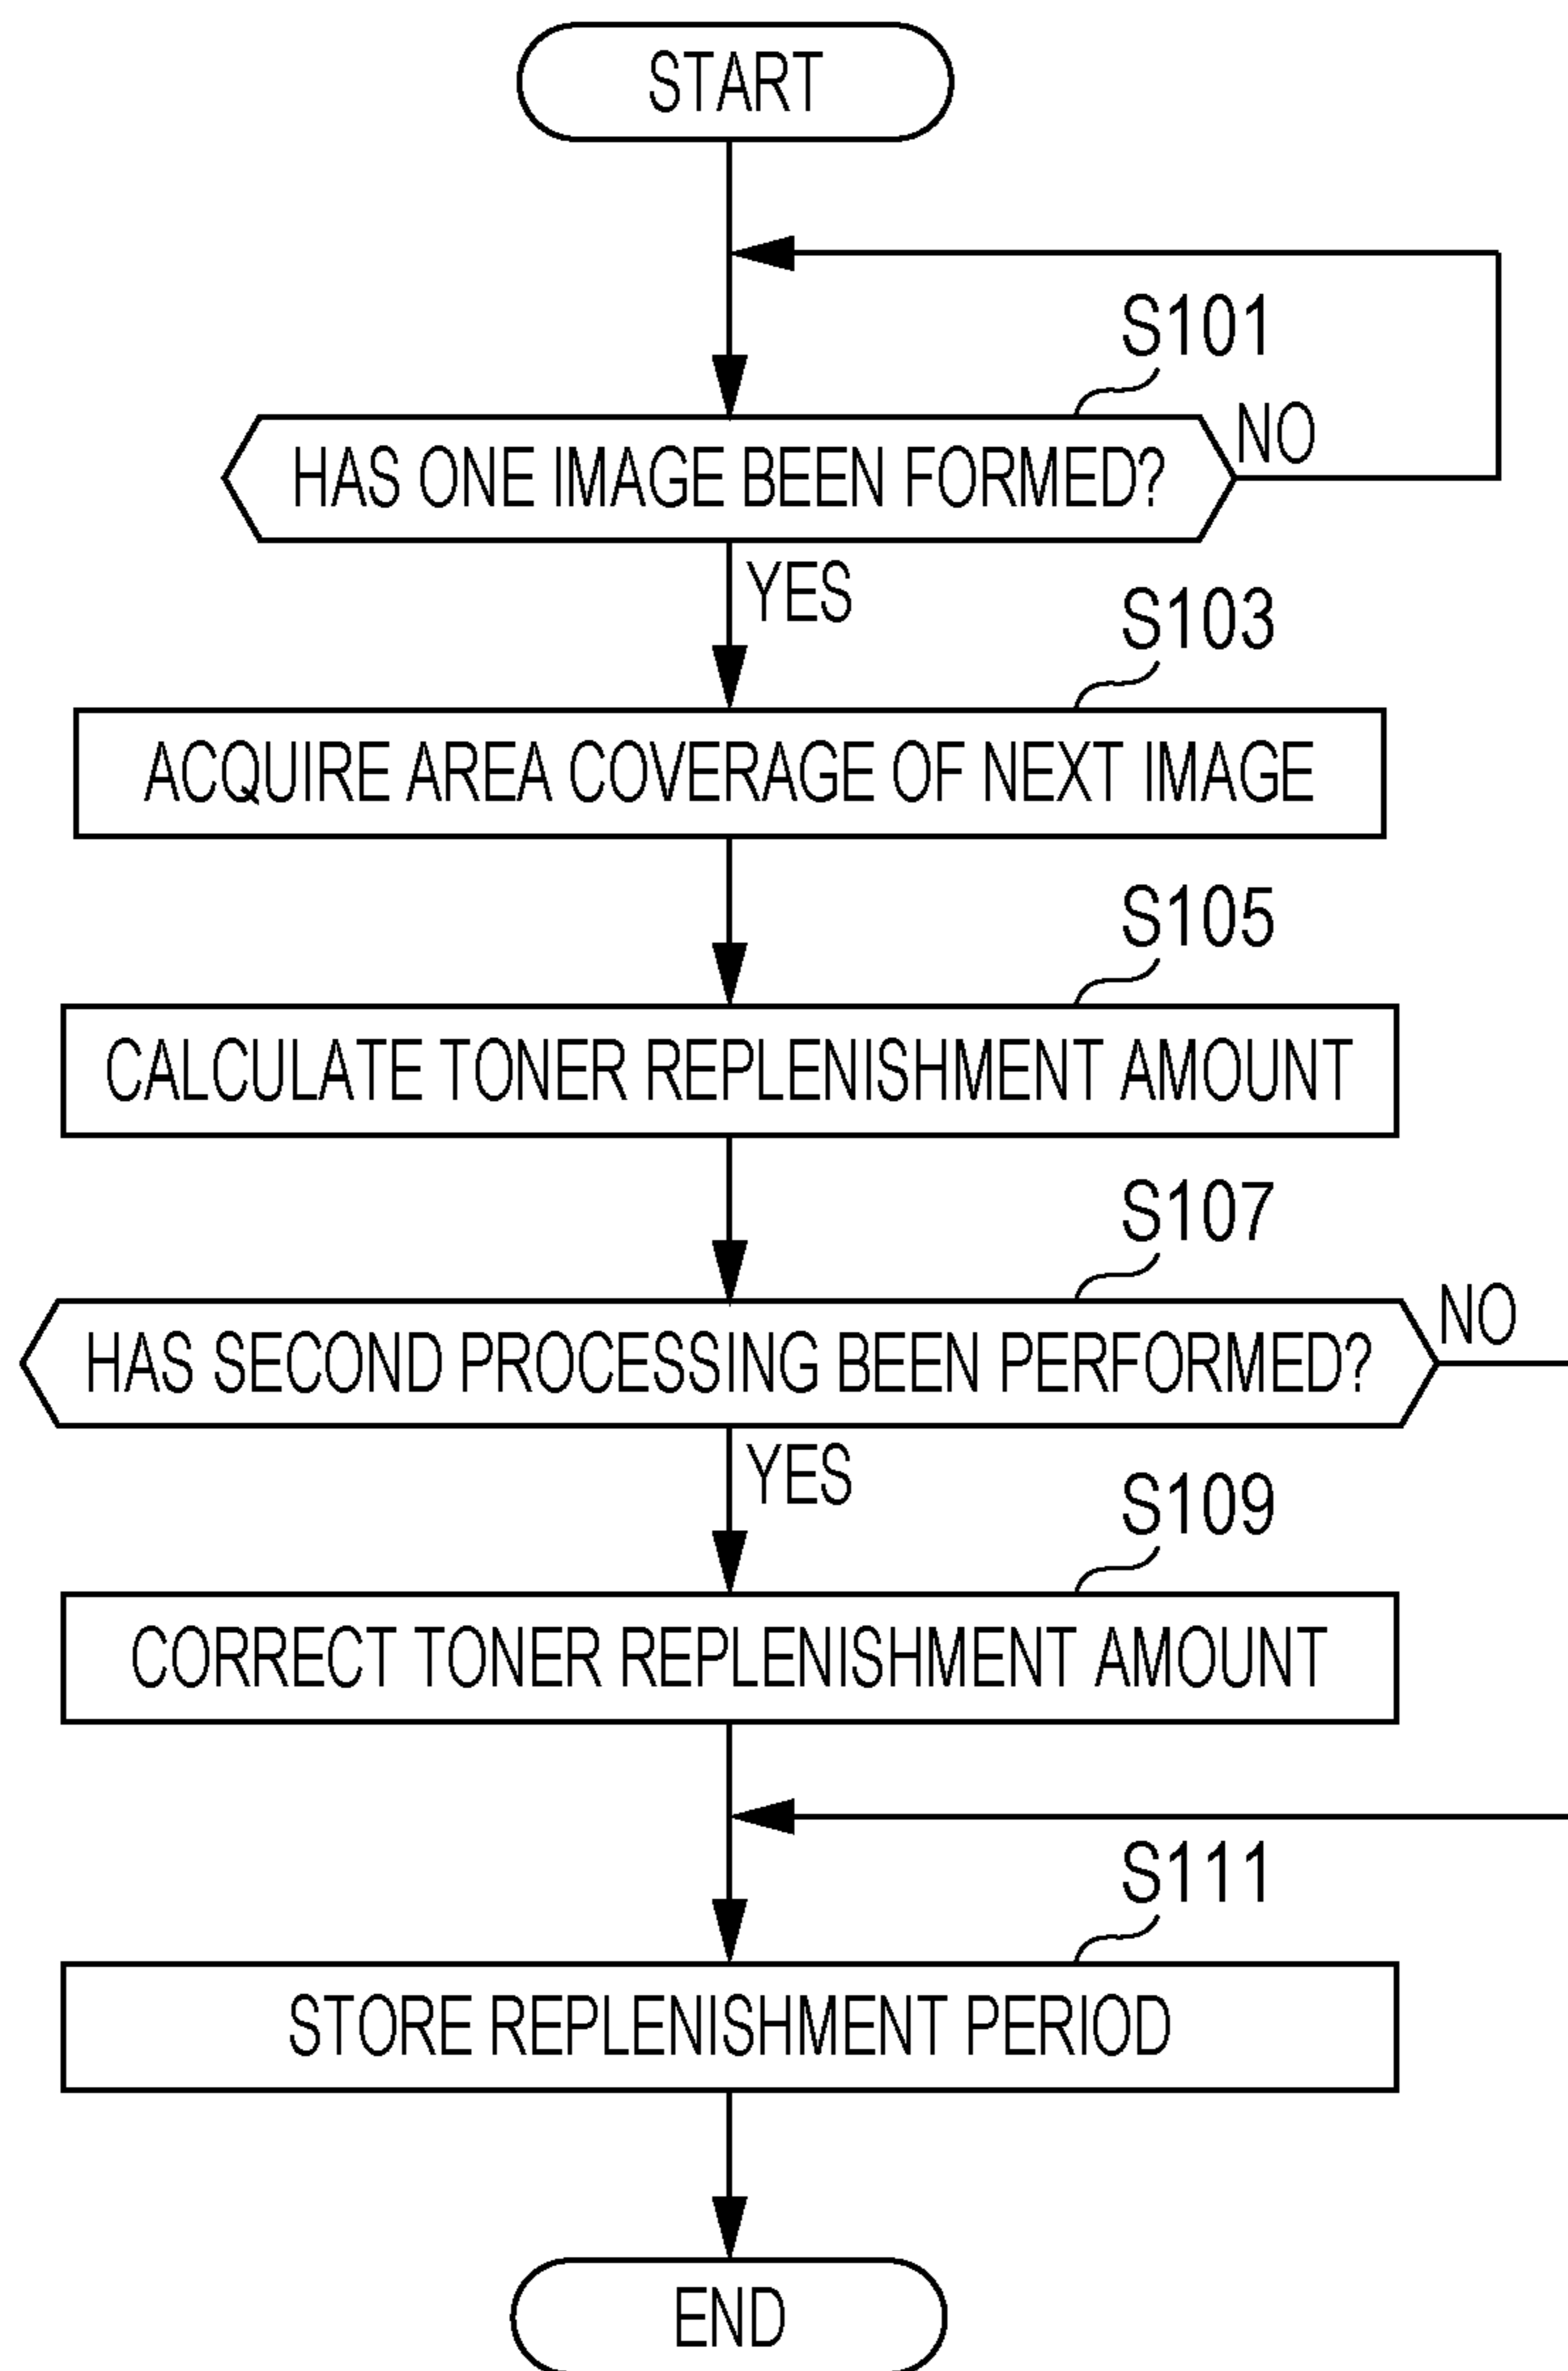 START
S101
HAS ONE IMAGE BEEN FORMED?
NO
YES
S103
ACQUIRE AREA COVERAGE OF NEXT IMAGE
S105
CALCULATE TONER REPLENISHMENT AMOUNT
S107
HAS SECOND PROCESSING BEEN PERFORMED?
NO
YES
S109
CORRECT TONER REPLENISHMENT AMOUNT
S111
STORE REPLENISHMENT PERIOD
END